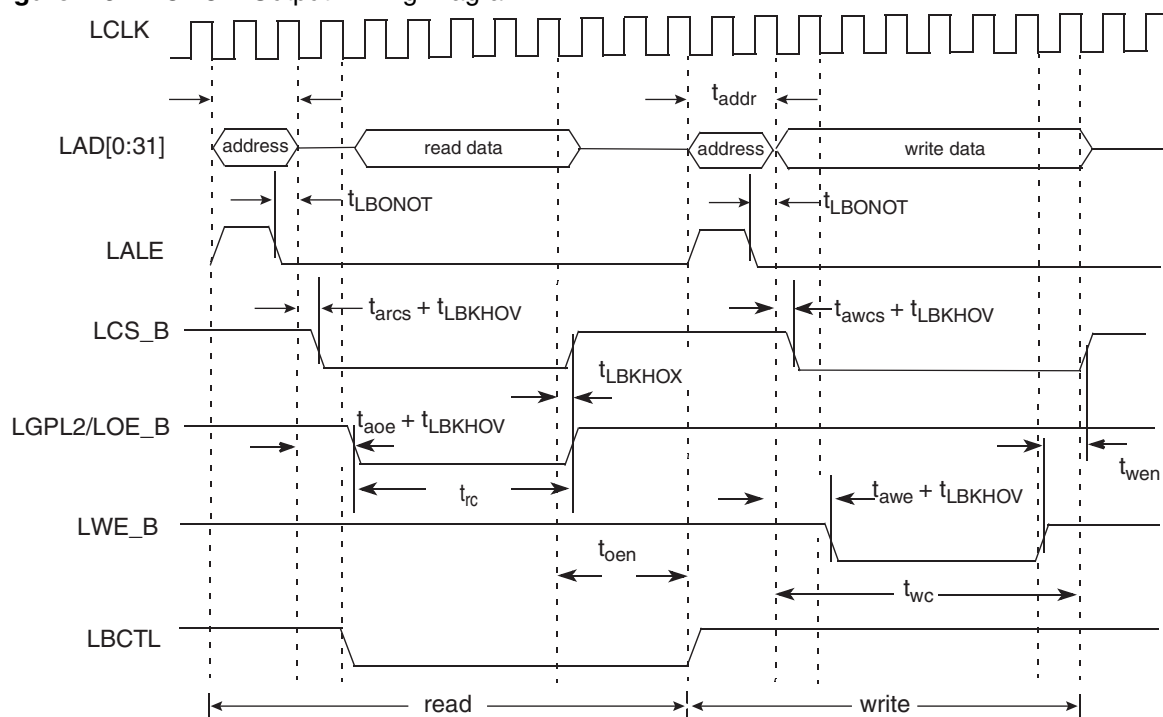 Output
LCLK
t_addr
LAD[0:31] address read data address write data
t_LBONOT t_LBONOT
LALE
t_arcs + t_LBKHOV t_awcs + t_LBKHOV
LCS_B
t_LBKHOX
t_aoe + t_LBKHOV
LGPL2/LOE_B
t_wen
t_rc t_awe + t_LBKHOV
LWE_B
t_oen
t_wc
LBCTL
read write